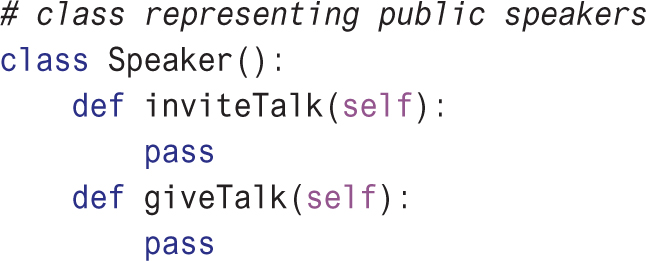 # class representing public speakers
class Speaker():
    def inviteTalk(self):
        pass
    def giveTalk(self):
        pass